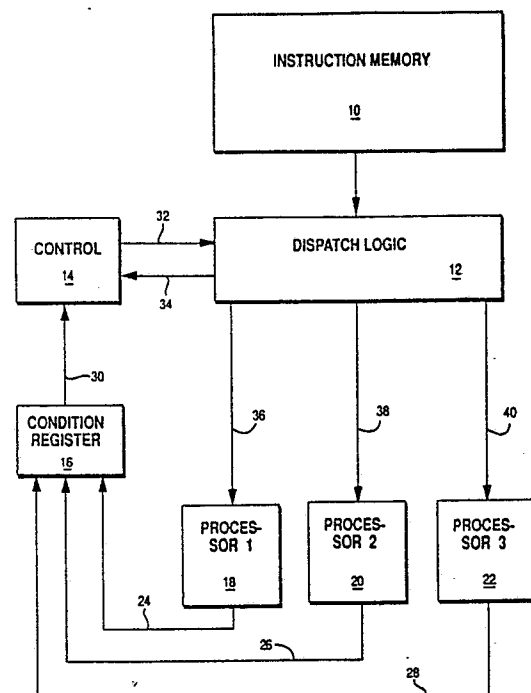 INSTRUCTION MEMORY
10
32
CONTROL
14
DISPATCH LOGIC
12
34
30
36
38
40
CONDITION
REGISTER
16
PROCES-
SOR 1
18
PROCES-
SOR 2
20
PROCES-
SOR 3
22
24
26
28